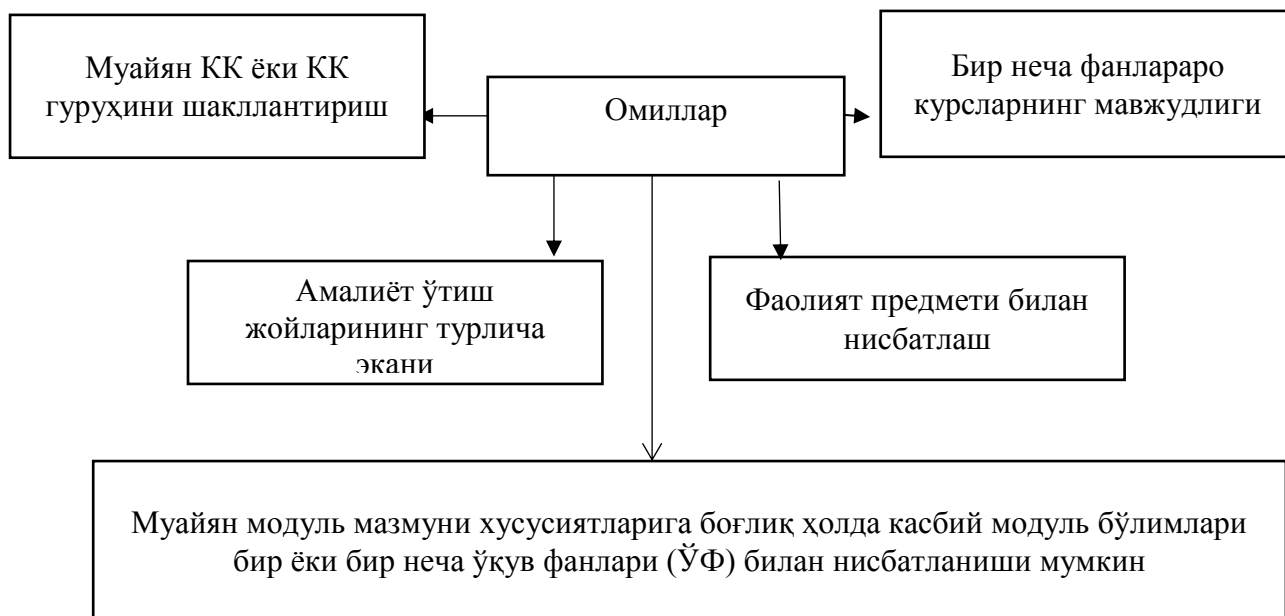 Муайян КК ёки КК
гуруҳини шакллантириш
Омиллар
Бир неча фанлараро
курсларнинг мавжудлиги
Амалиёт ўтиш
жойларининг турлича
экани
Фаолият предмети билан
нисбатлаш
Муайян модуль мазмуни хусусиятларига боғлиқ ҳолда касбий модуль бўлимлари
бир ёки бир неча ўқув фанлари (ЎФ) билан нисбатланиши мумкин